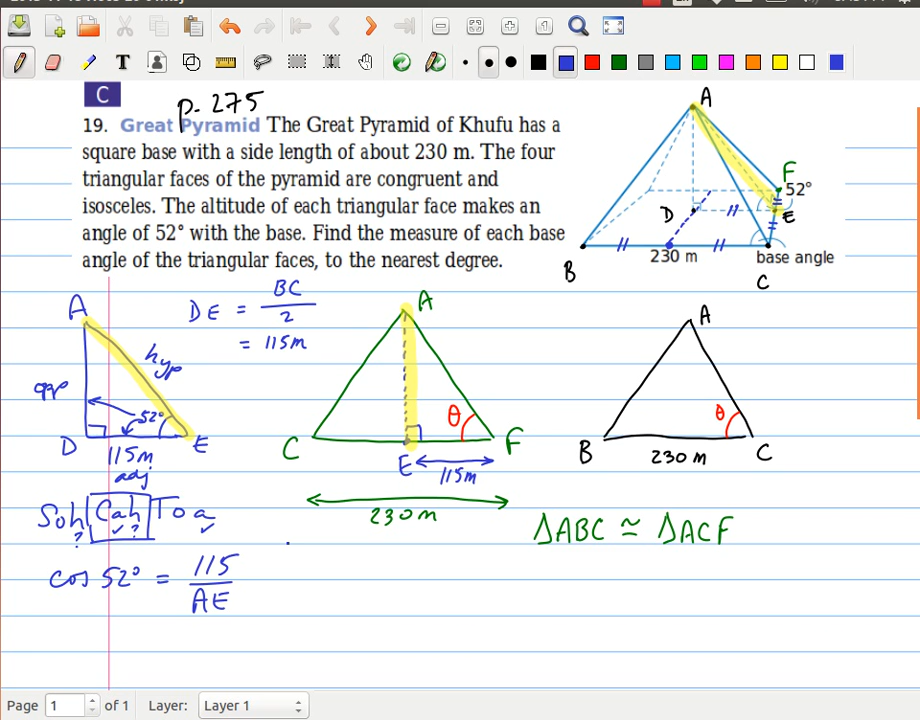 C
p. 275
19. Great Pyramid The Great Pyramid of Khufu has a
square base with a side length of about 230 m. The four
triangular faces of the pyramid are congruent and
isosceles. The altitude of each triangular face makes an
angle of 52° with the base. Find the measure of each base
angle of the triangular faces, to the nearest degree.
A
F
52°
D
E
230 m
base angle
B
C
A
hyp
opp
52°
D
115m
E
adj
DE = BC/2
= 115m
A
θ
C
E
F
115m
230m
A
θ
B
230 m
C
Soh Cah Toa
? ✓ ? ✓
ΔABC ≅ ΔACF
cos 52° = 115/AE
Page 1 of 1 Layer: Layer 1